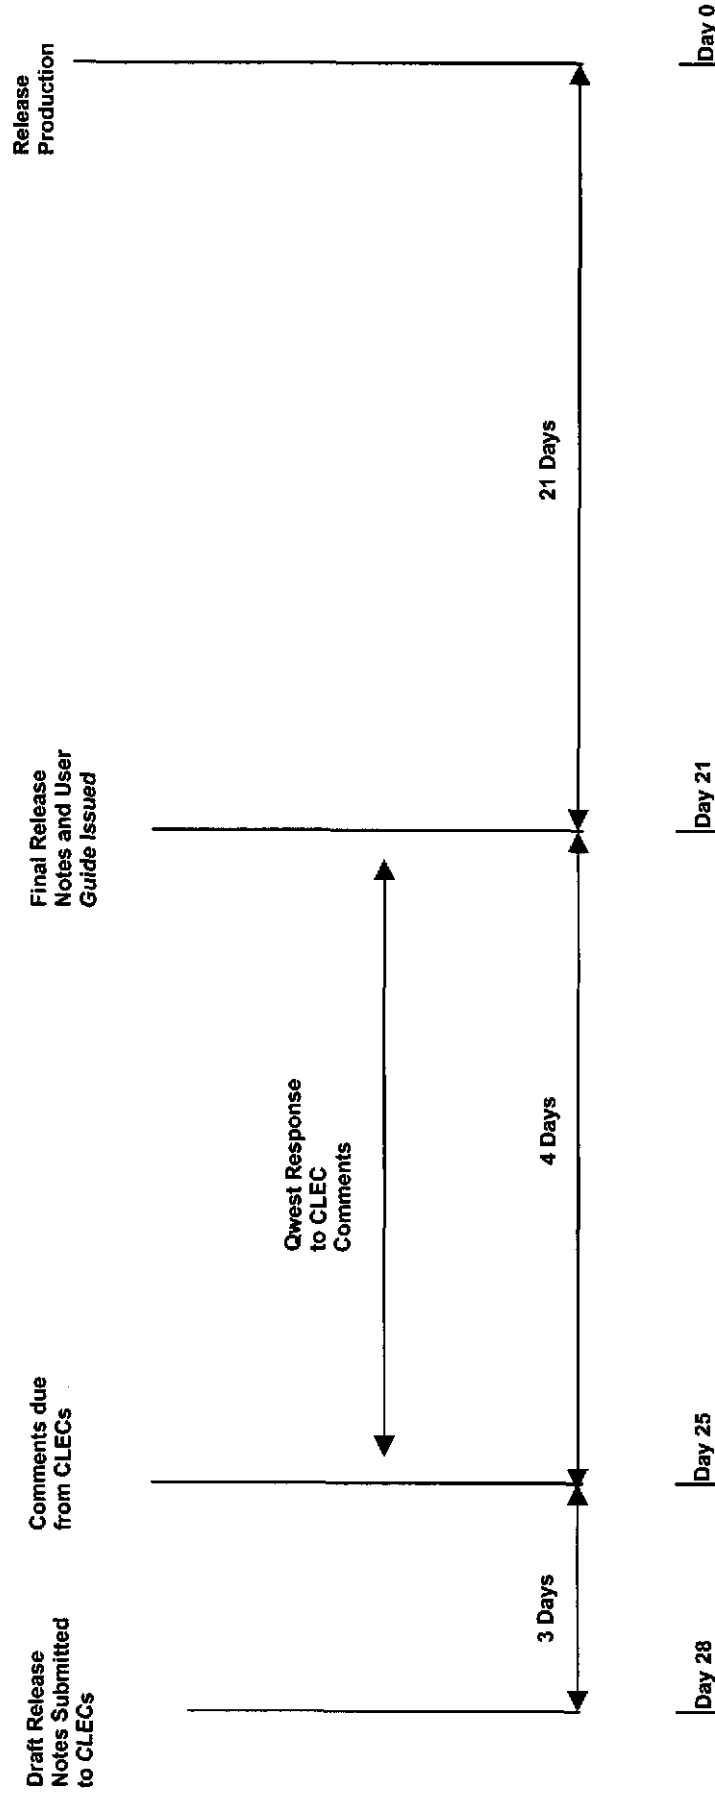 Draft Release
Notes Submitted
to CLECs
Comments due
from CLECs
Final Release
Notes and User
Guide Issued
Release
Production
Qwest Response
to CLEC
Comments
3 Days
4 Days
21 Days
Day 28
Day 25
Day 21
Day 0